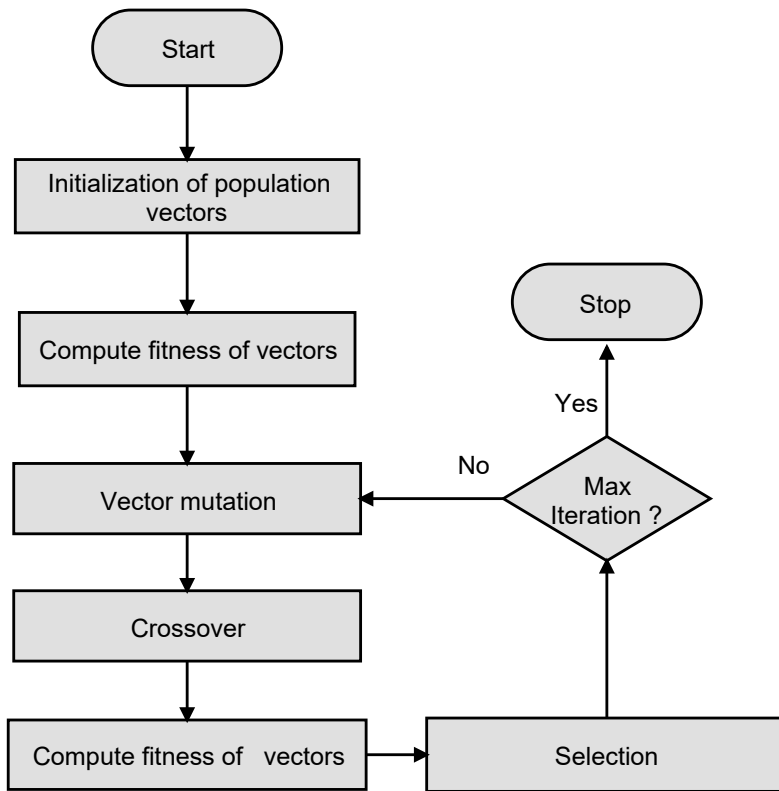 Start
Initialization of population
vectors
Compute fitness of vectors
Vector mutation
Crossover
Compute fitness of vectors
Selection
Max
Iteration ?
No
Yes
Stop